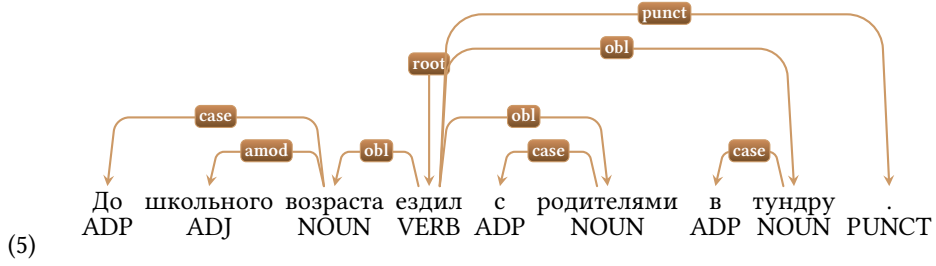 punct
obl
root
case obl
amod obl case case
До школьного возраста ездил с родителями в тундру .
ADP ADJ NOUN VERB ADP NOUN ADP NOUN PUNCT
(5)